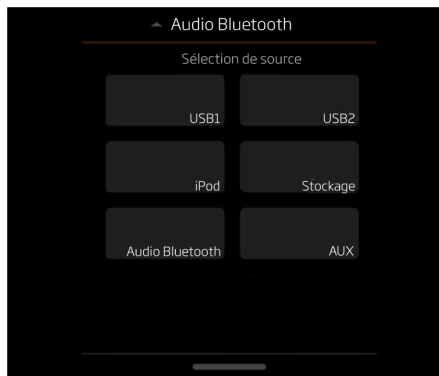 Audio Bluetooth
Sélection de source
USB1
USB2
iPod
Stockage
Audio Bluetooth
AUX